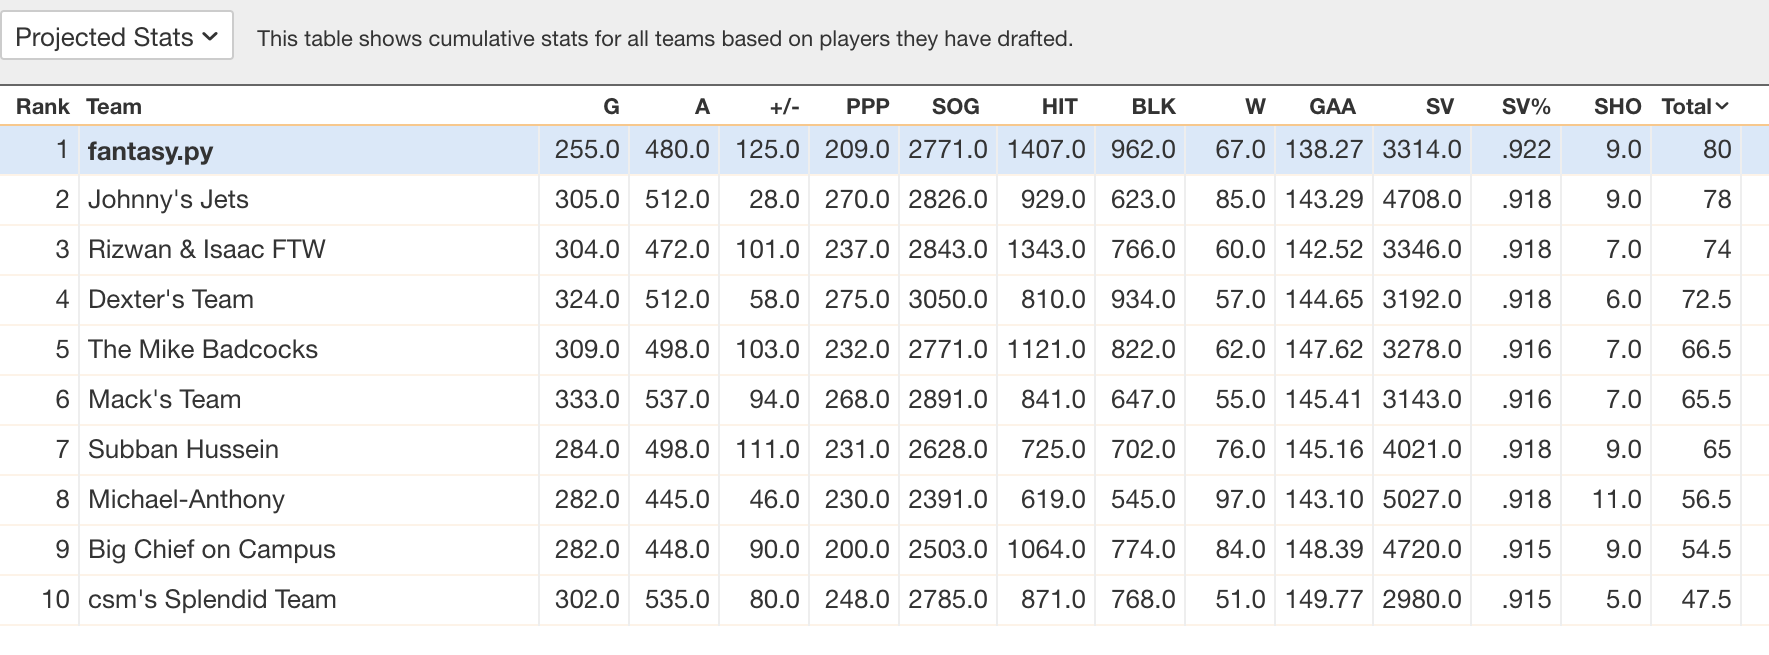 Projected Stats This table shows cumulative stats for all teams based on players they have drafted.
Rank Team G A +/- PPP SOG HIT BLK W GAA SV SV% SHO Total
1 fantasy.py 255.0 480.0 125.0 209.0 2771.0 1407.0 962.0 67.0 138.27 3314.0 .922 9.0 80
2 Johnny's Jets 305.0 512.0 28.0 270.0 2826.0 929.0 623.0 85.0 143.29 4708.0 .918 9.0 78
3 Rizwan & Isaac FTW 304.0 472.0 101.0 237.0 2843.0 1343.0 766.0 60.0 142.52 3346.0 .918 7.0 74
4 Dexter's Team 324.0 512.0 58.0 275.0 3050.0 810.0 934.0 57.0 144.65 3192.0 .918 6.0 72.5
5 The Mike Badcocks 309.0 498.0 103.0 232.0 2771.0 1121.0 822.0 62.0 147.62 3278.0 .916 7.0 66.5
6 Mack's Team 333.0 537.0 94.0 268.0 2891.0 841.0 647.0 55.0 145.41 3143.0 .916 7.0 65.5
7 Subban Hussein 284.0 498.0 111.0 231.0 2628.0 725.0 702.0 76.0 145.16 4021.0 .918 9.0 65
8 Michael-Anthony 282.0 445.0 46.0 230.0 2391.0 619.0 545.0 97.0 143.10 5027.0 .918 11.0 56.5
9 Big Chief on Campus 282.0 448.0 90.0 200.0 2503.0 1064.0 774.0 84.0 148.39 4720.0 .915 9.0 54.5
10 csm's Splendid Team 302.0 535.0 80.0 248.0 2785.0 871.0 768.0 51.0 149.77 2980.0 .915 5.0 47.5